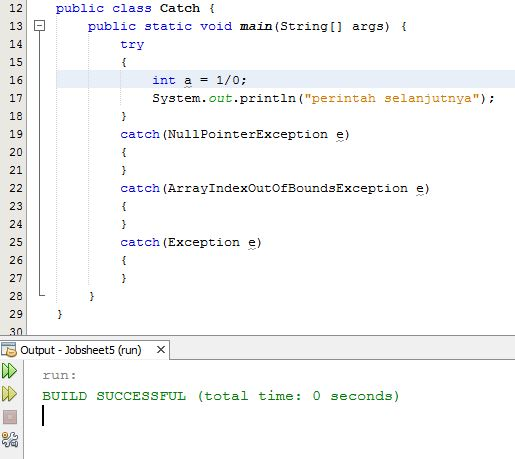 12 public class Catch {
13 public static void main(String[] args) {
14 try
15 {
16 int a = 1/0;
17 System.out.println("perintah selanjutnya");
18 }
19 catch(NullPointerException e)
20 {
21 }
22 catch(ArrayIndexOutOfBoundsException e)
23 {
24 }
25 catch(Exception e)
26 {
27 }
28 }
29 }
30
Output - Jobsheet5 (run) X
run:
BUILD SUCCESSFUL (total time: 0 seconds)